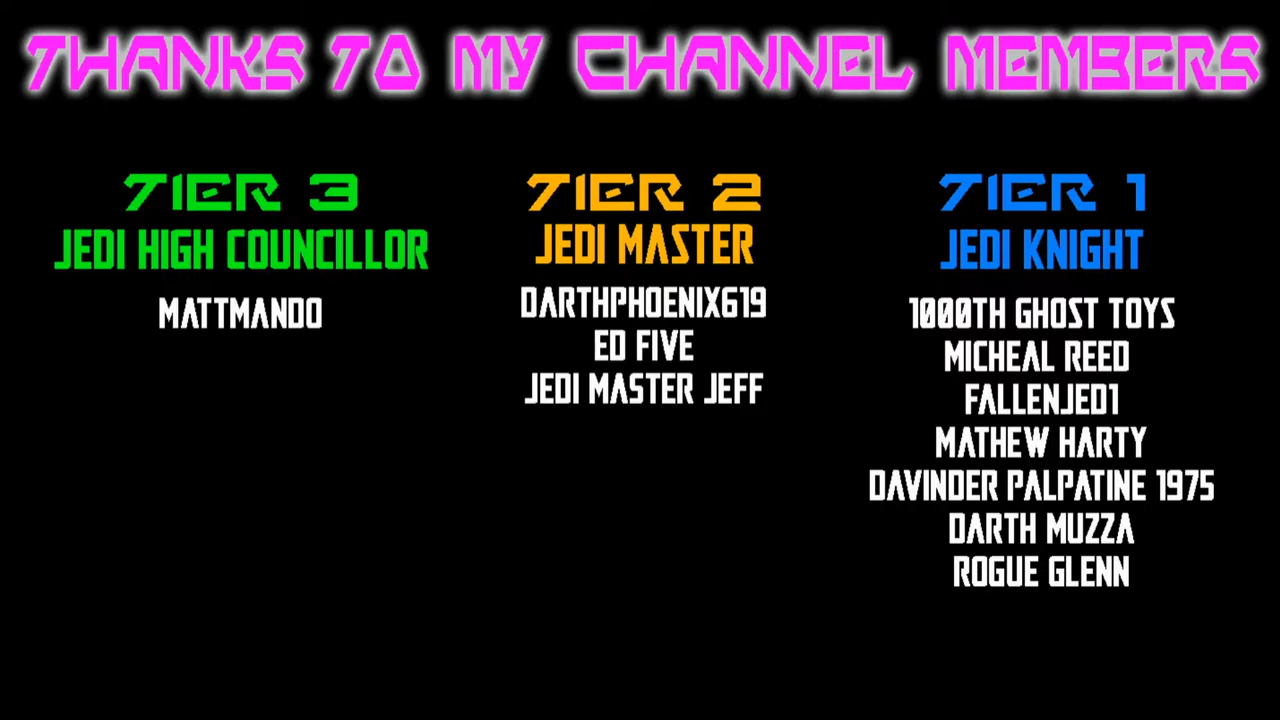 THANKS TO MY CHANNEL MEMBERS
TIER 3
JEDI HIGH COUNCILLOR
MATTMANDO
TIER 2
JEDI MASTER
DARTHPHOENIX619
ED FIVE
JEDI MASTER JEFF
TIER 1
JEDI KNIGHT
1000TH GHOST TOYS
MICHEAL REED
FALLENJED1
MATHEW HARTY
DAVINDER PALPATINE 1975
DARTH MUZZA
ROGUE GLENN